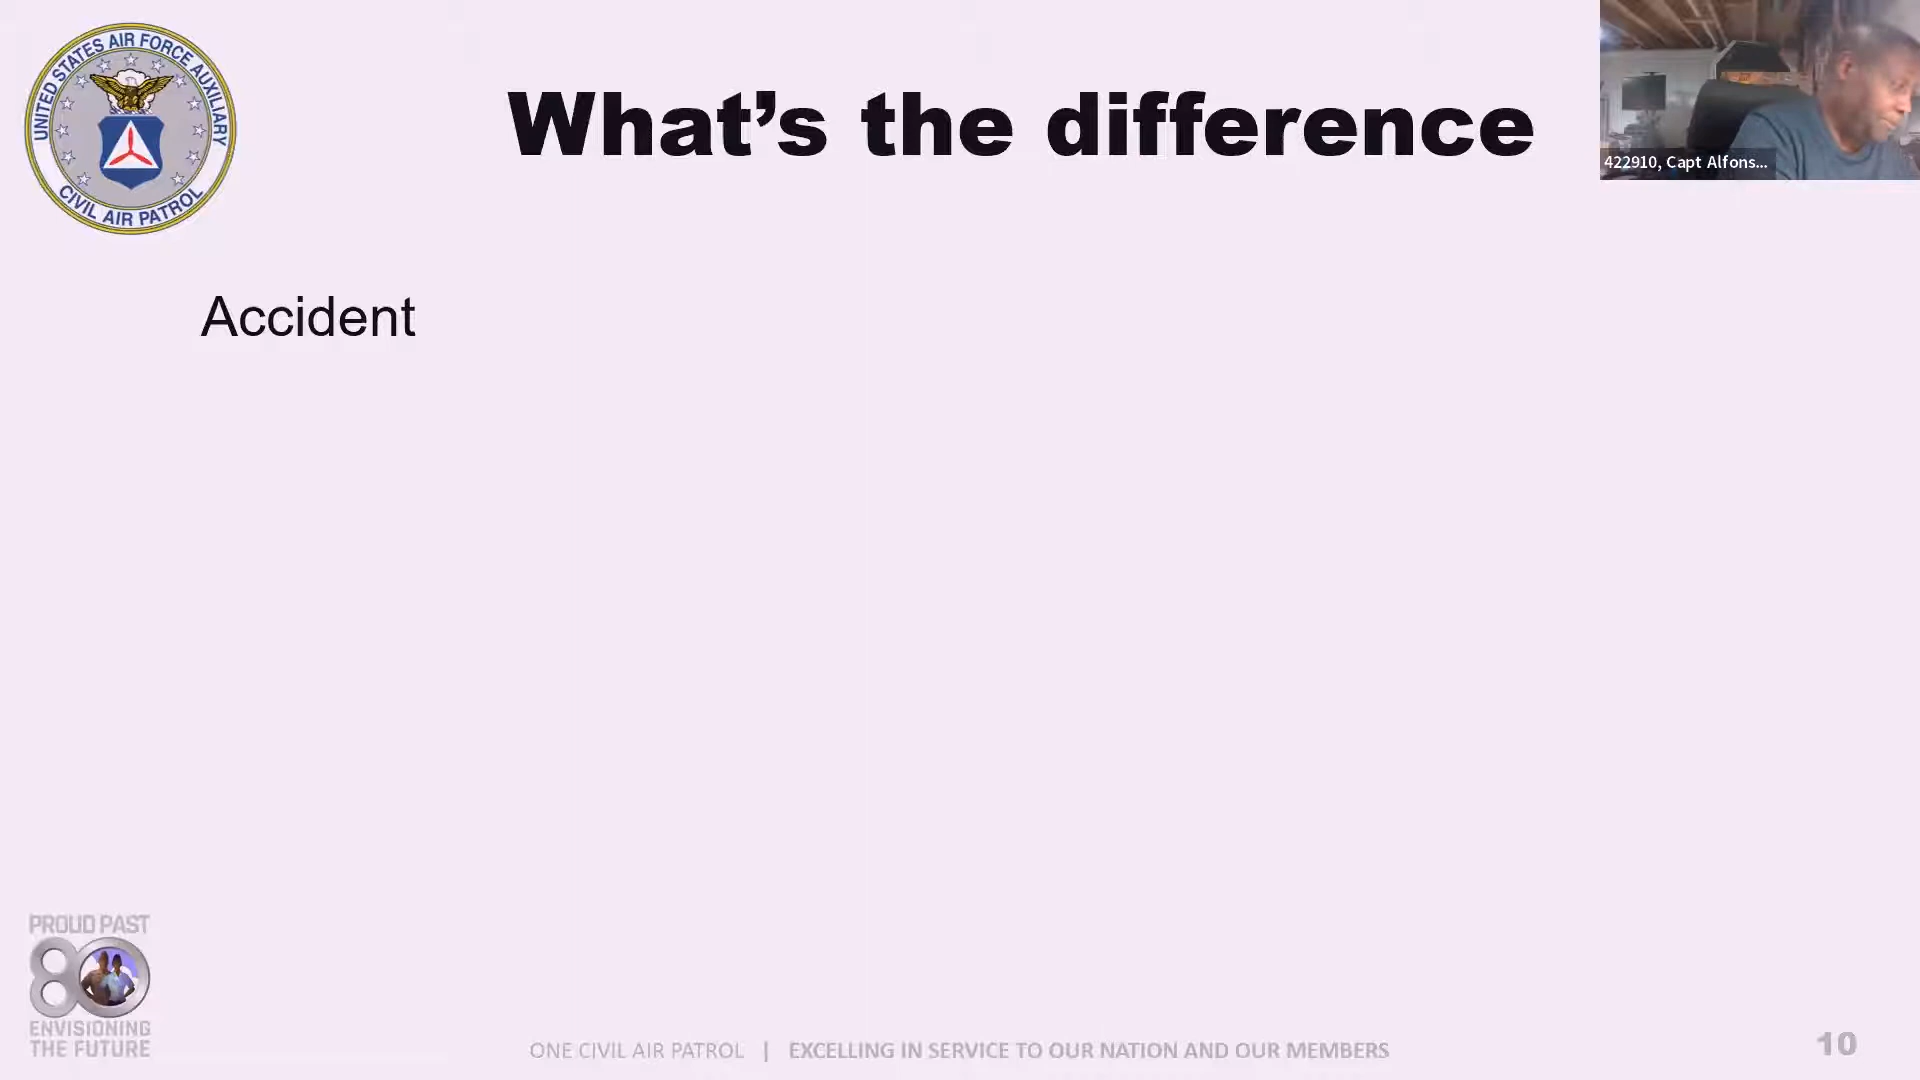 UNITED STATES AIR FORCE AUXILIARY
CIVIL AIR PATROL
What’s the difference
422910, Capt Alfons...
Accident
PROUD PAST
80
ENVISIONING
THE FUTURE
ONE CIVIL AIR PATROL | EXCELLING IN SERVICE TO OUR NATION AND OUR MEMBERS
10